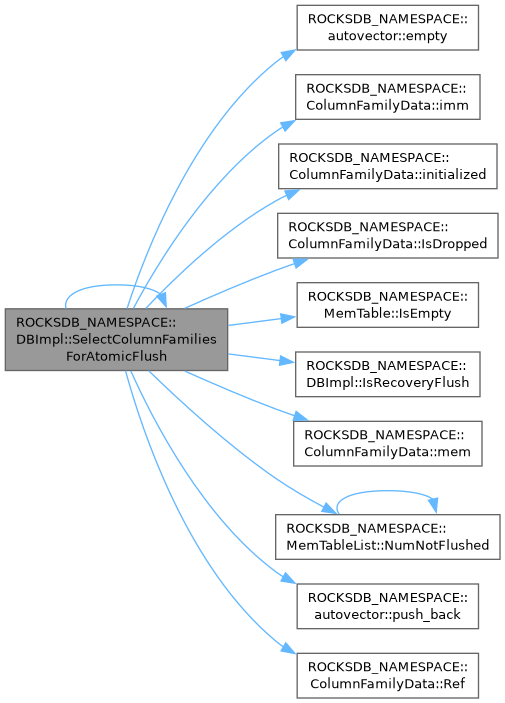 ROCKSDB_NAMESPACE::
autovector::empty
ROCKSDB_NAMESPACE::
ColumnFamilyData::imm
ROCKSDB_NAMESPACE::
ColumnFamilyData::initialized
ROCKSDB_NAMESPACE::
ColumnFamilyData::IsDropped
ROCKSDB_NAMESPACE::
DBImpl::SelectColumnFamilies
ForAtomicFlush
ROCKSDB_NAMESPACE::
MemTable::IsEmpty
ROCKSDB_NAMESPACE::
DBImpl::IsRecoveryFlush
ROCKSDB_NAMESPACE::
ColumnFamilyData::mem
ROCKSDB_NAMESPACE::
MemTableList::NumNotFlushed
ROCKSDB_NAMESPACE::
autovector::push_back
ROCKSDB_NAMESPACE::
ColumnFamilyData::Ref